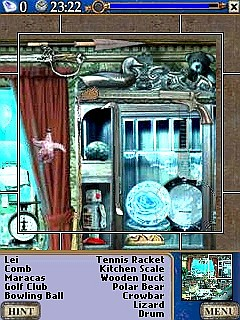 0 23:22
Lei
Comb
Maracas
Golf Club
Bowling Ball
Tennis Racket
Kitchen Scale
Wooden Duck
Polar Bear
Crowbar
Lizard
Drum
HINT
MENU